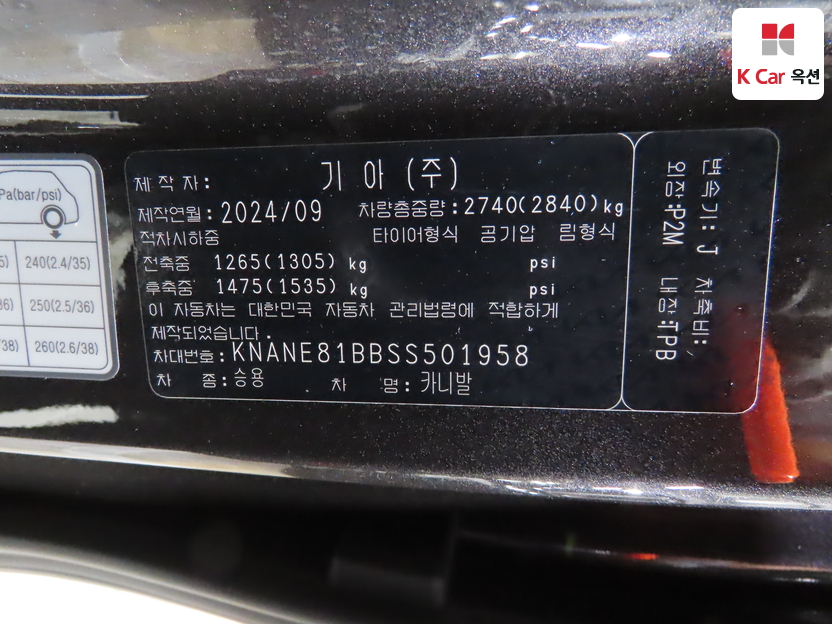 K Car 옥션
Pa(bar/psi)
240(2.4/35)
250(2.5/36)
260(2.6/38)
제작자: 기아(주)
제작연월:2024/09 차량총중량:2740(2840)kg
적차시하중 타이어형식 공기압 림형식
전축중 1265(1305) kg psi
후축중 1475(1535) kg psi
이 자동차는 대한민국 자동차 관리법령에 적합하게
제작되었습니다.
차대번호:KNANE81BBSS501958
차 종:승용 차 명:카니발
변속기: J 차축비:
외장:P2M 내장:TPB